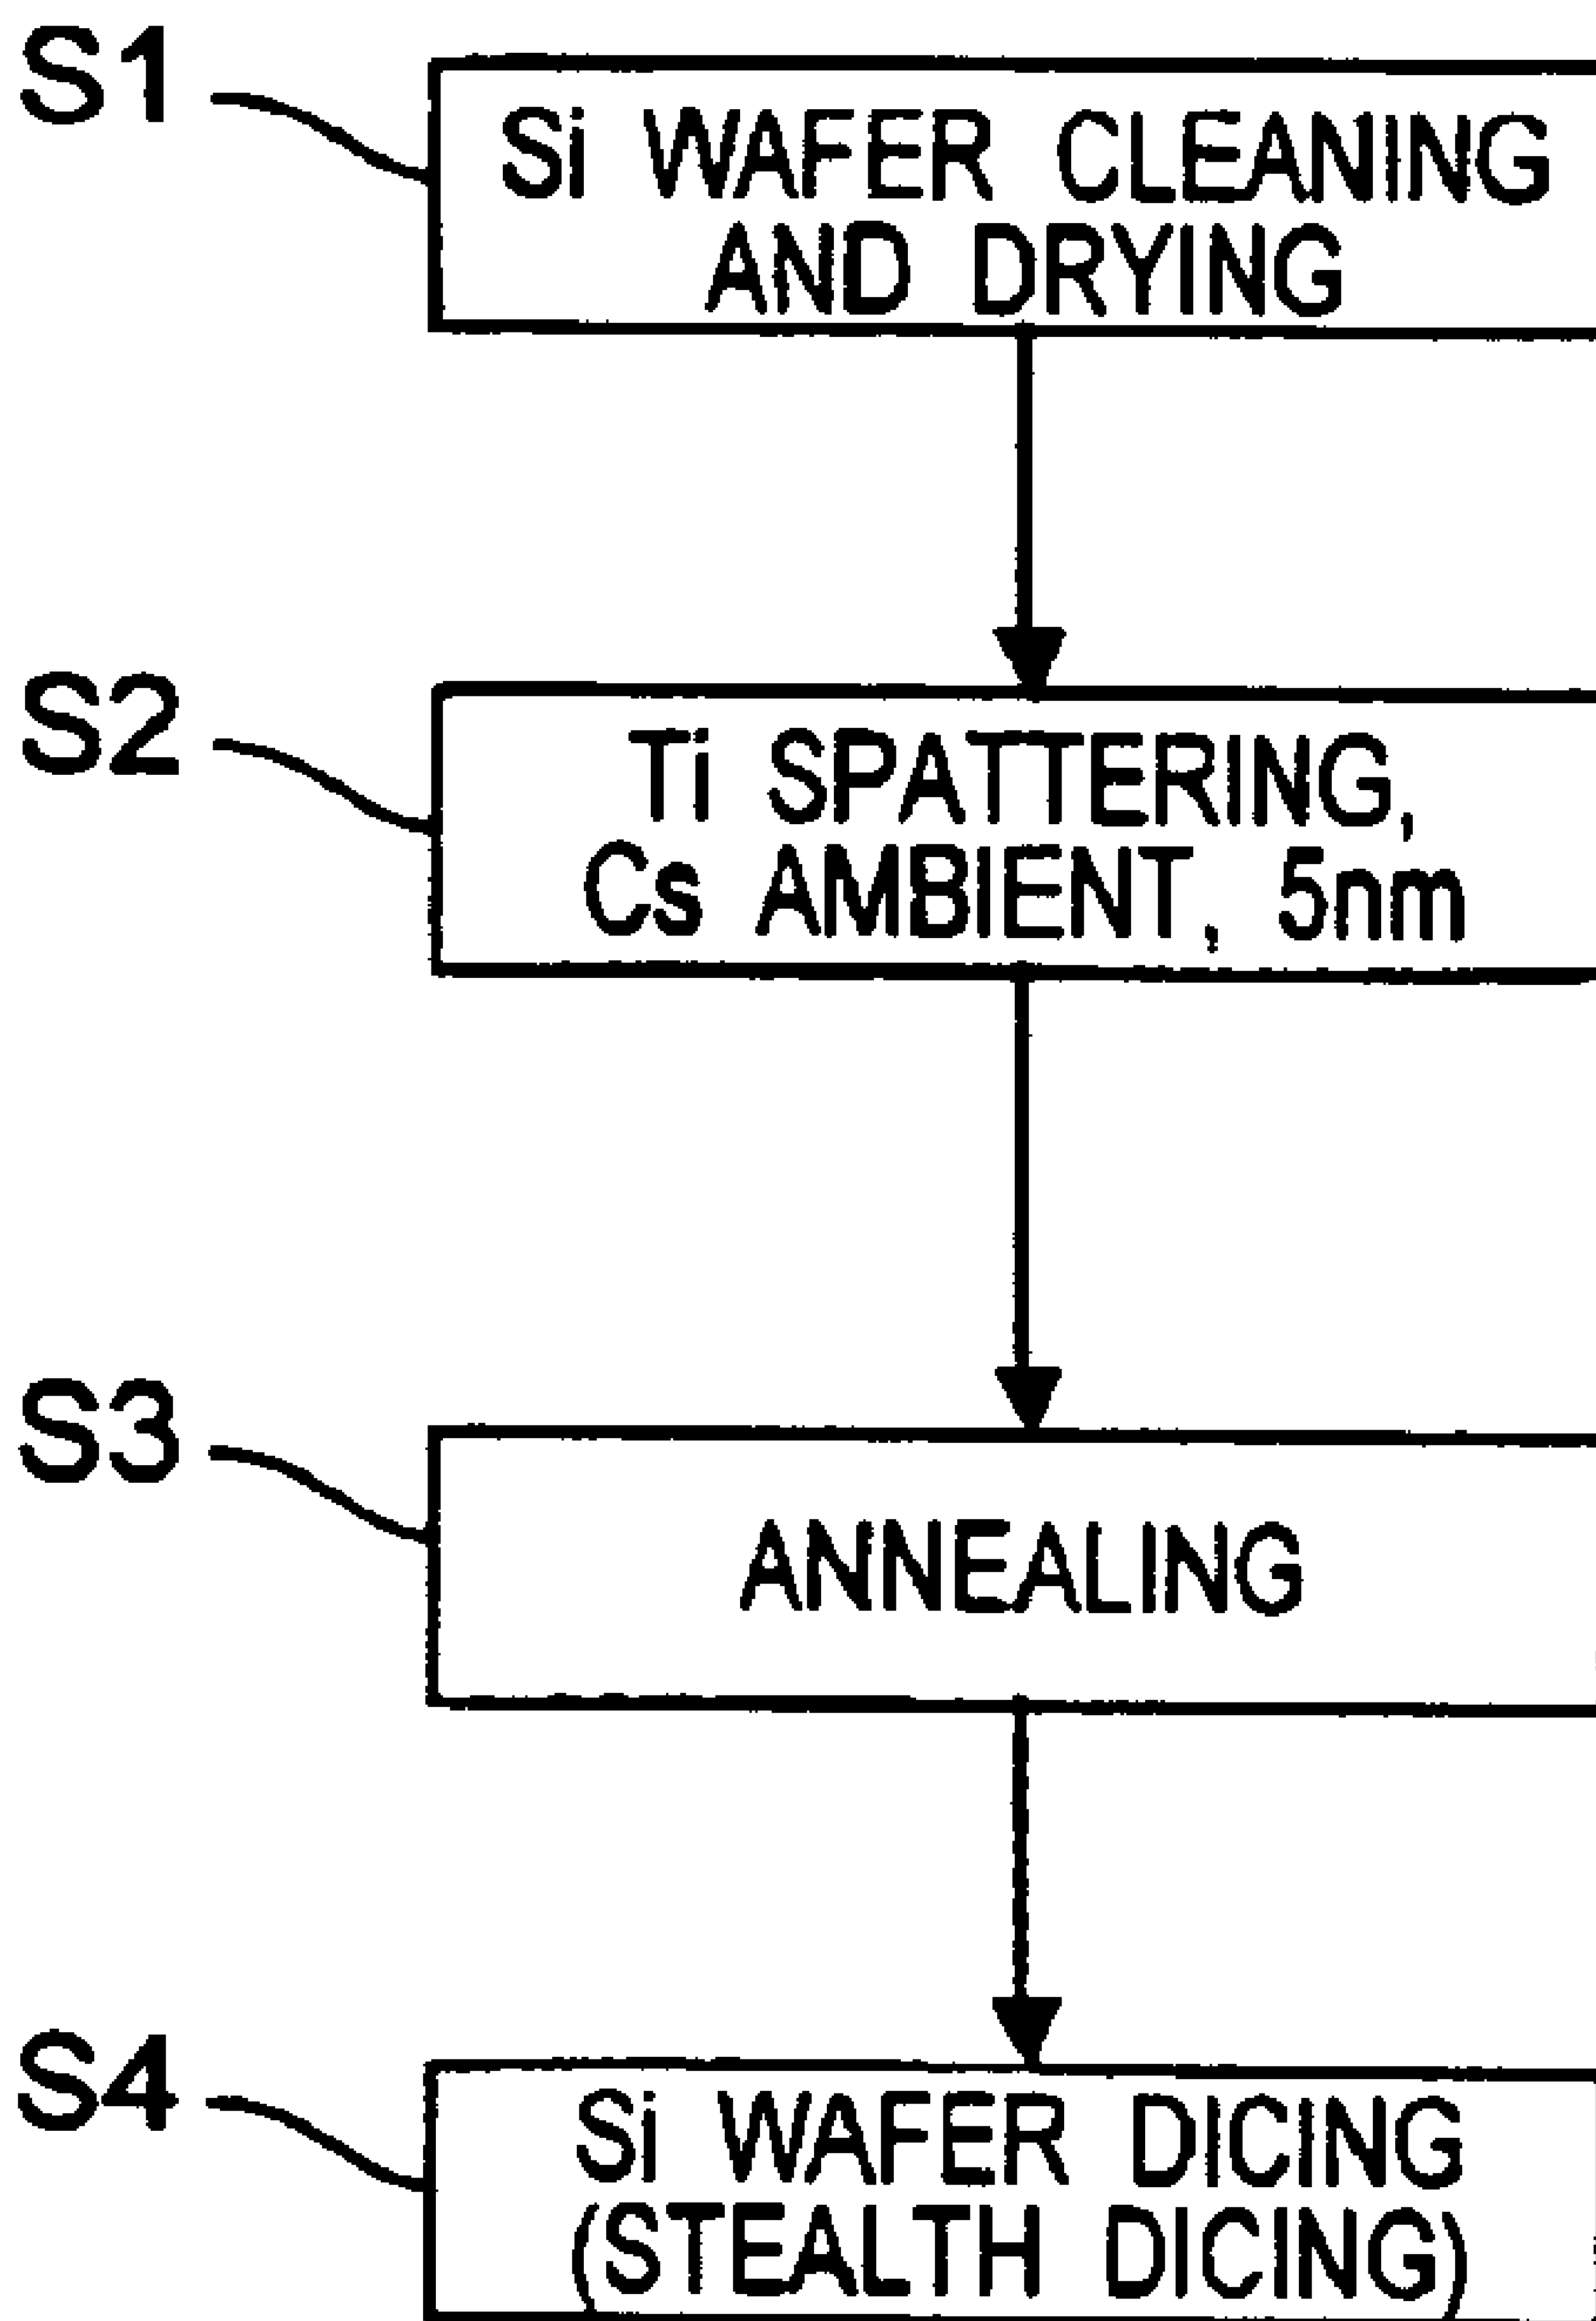 S1
Si WAFER CLEANING
AND DRYING
S2
Ti SPATTERING,
Cs AMBIENT, 5nm
S3
ANNEALING
S4
Si WAFER DICING
(STEALTH DICING)